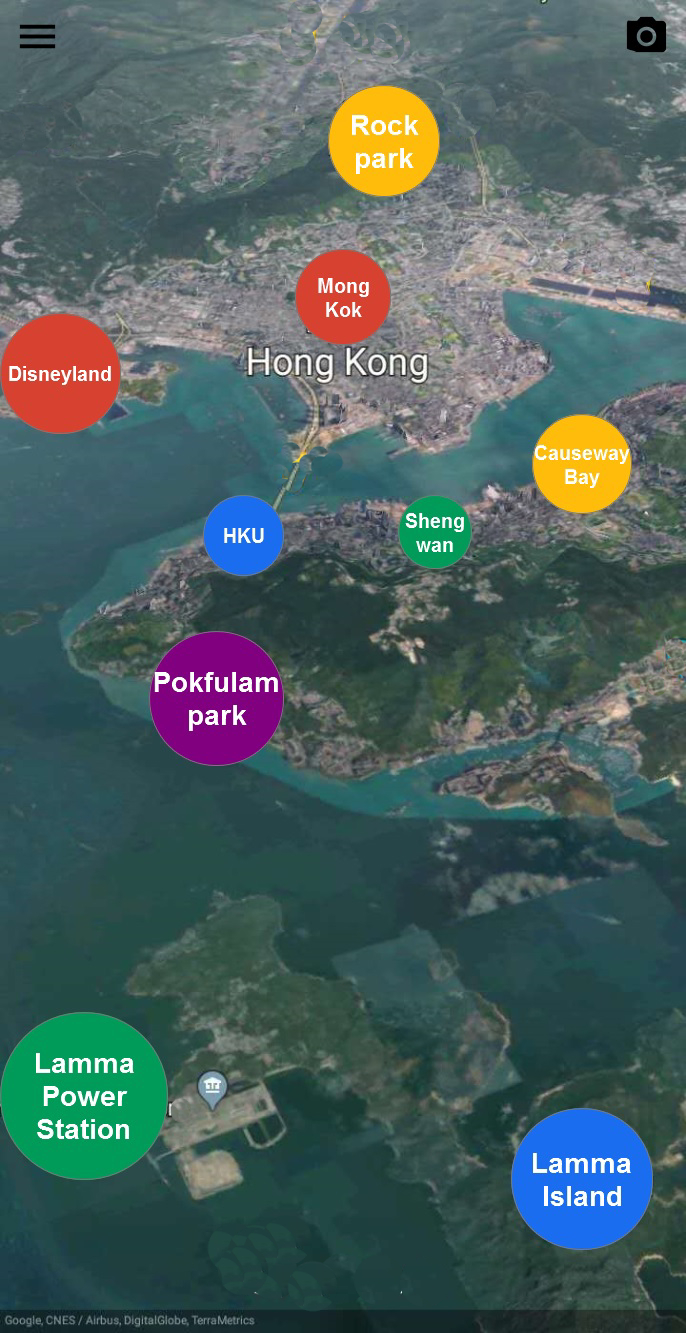 Rock
park
Mong
Kok
Hong Kong
Disneyland
Causeway
Bay
HKU
Sheng
wan
Pokfulam
park
Lamma
Power
Station
Lamma
Island
Google, CNES / Airbus, DigitalGlobe, TerraMetrics